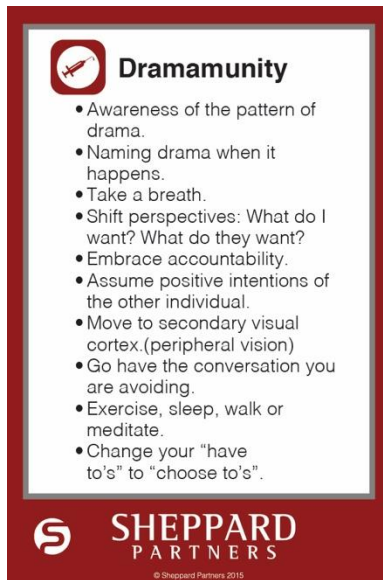 Dramamunity
• Awareness of the pattern of
drama.
• Naming drama when it
happens.
• Take a breath.
• Shift perspectives: What do I
want? What do they want?
• Embrace accountability.
• Assume positive intentions of
the other individual.
• Move to secondary visual
cortex.(peripheral vision)
• Go have the conversation you
are avoiding.
• Exercise, sleep, walk or
meditate.
• Change your “have
to’s” to “choose to’s”.
S
SHEPPARD
PARTNERS
© Sheppard Partners 2015